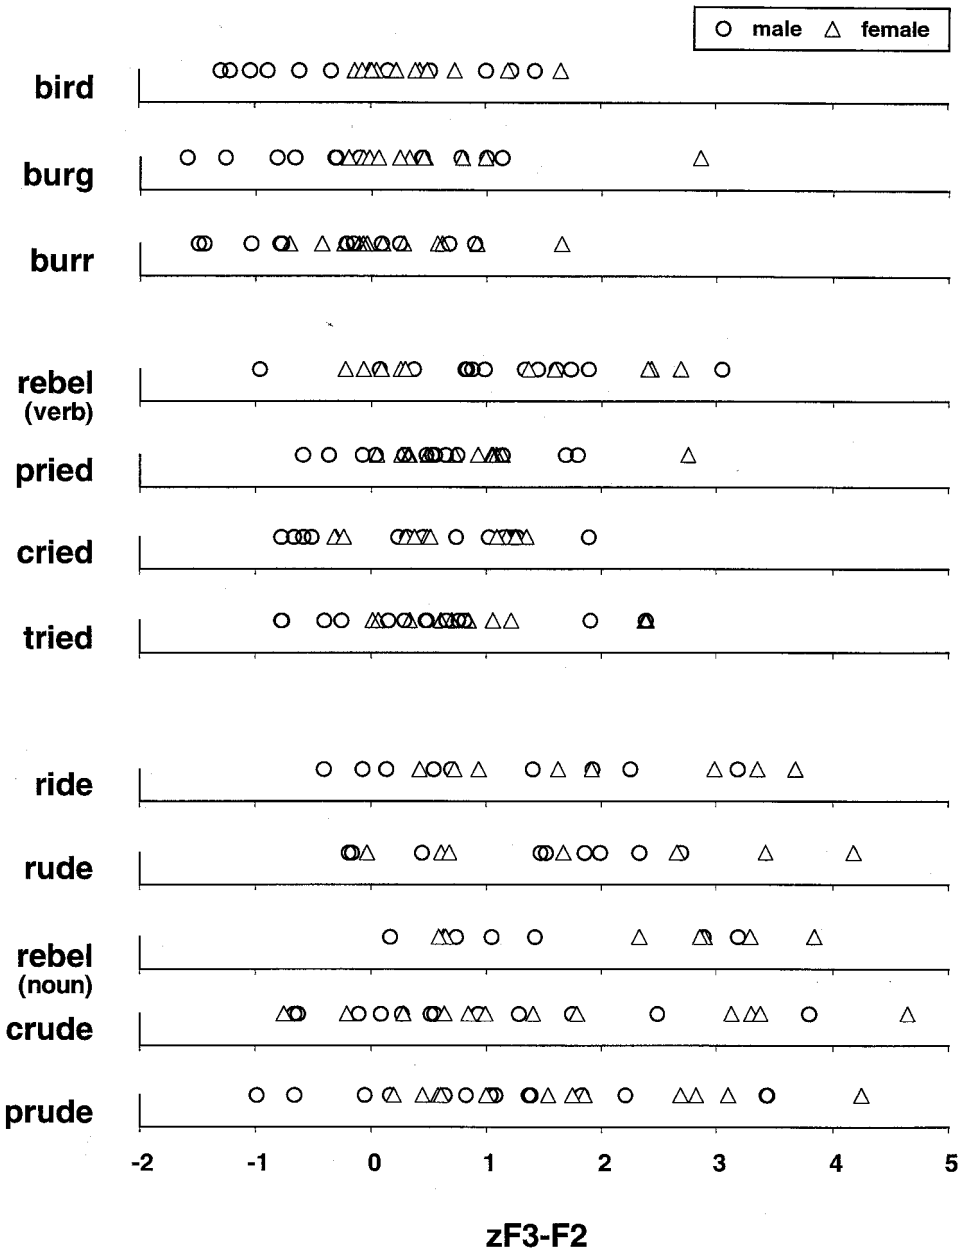 male female
bird
burg
burr
rebel
(verb)
pried
cried
tried
ride
rude
rebel
(noun)
crude
prude
-2 -1 0 1 2 3 4 5
zF3-F2